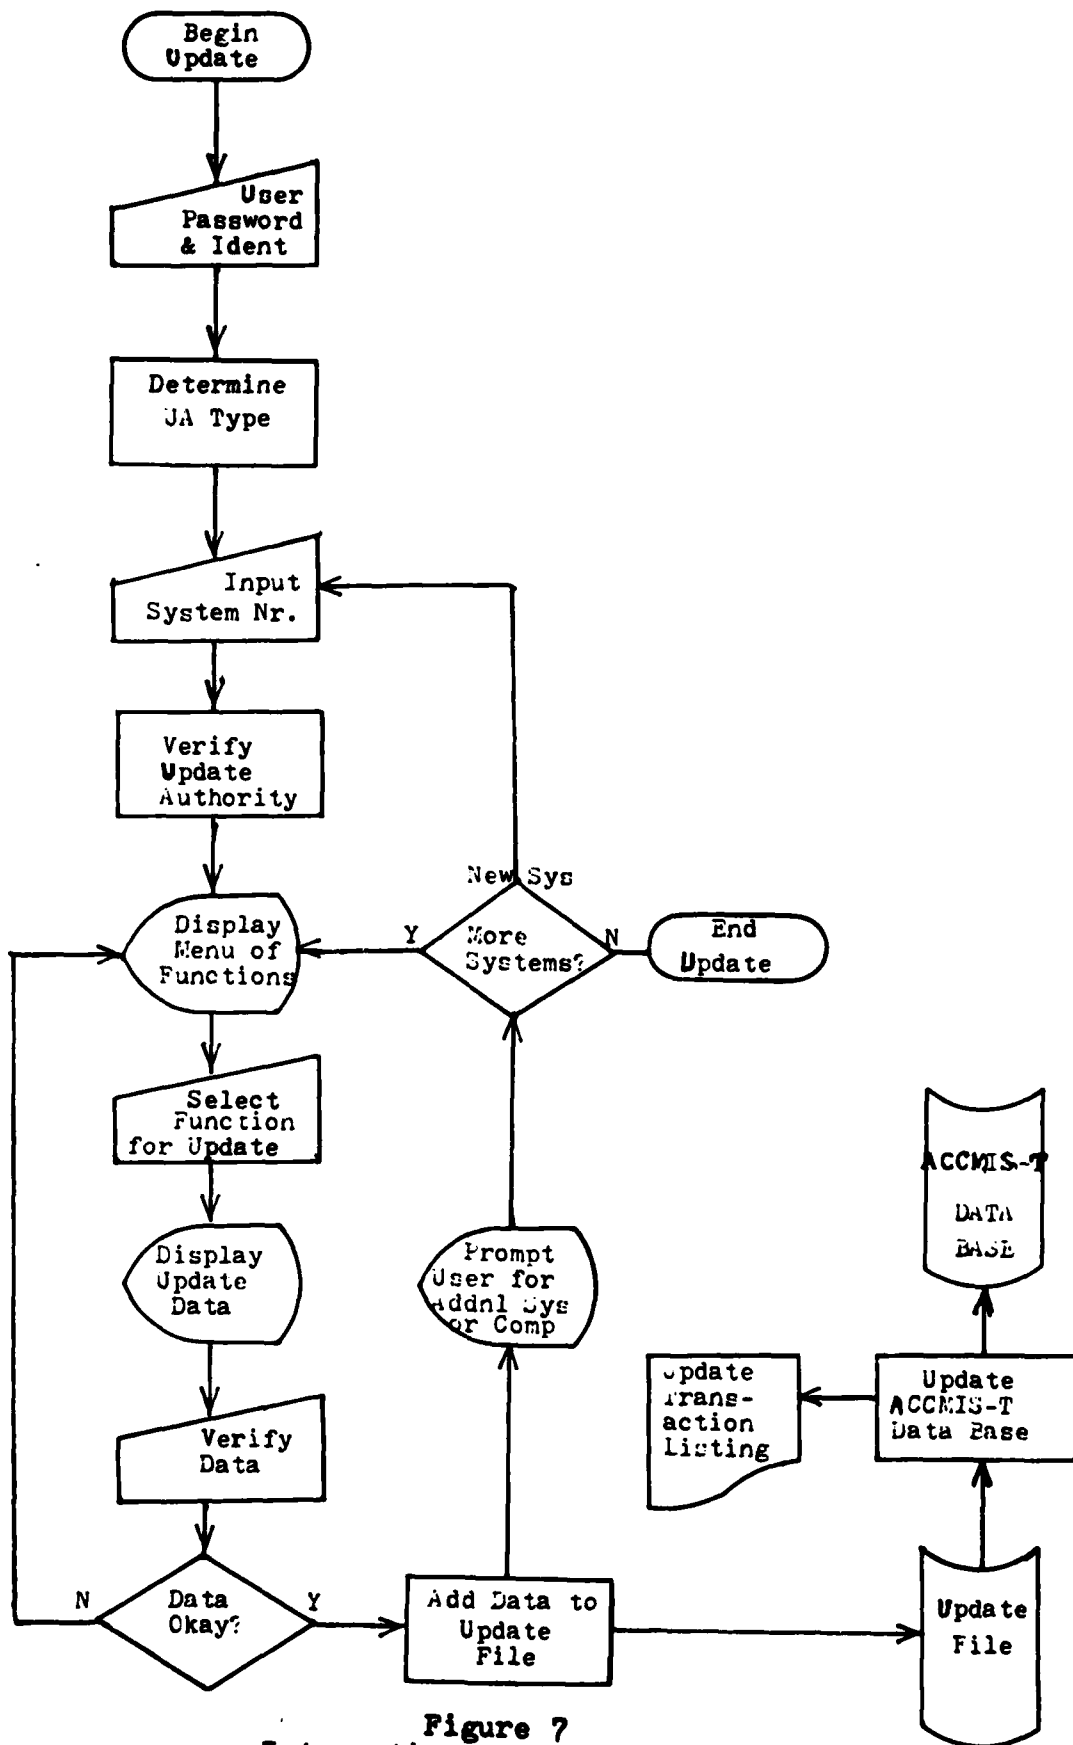 Begin
Update
User
Password
& Ident
Determine
UA Type
Input
System Nr.
Verify
Update
Authority
New Sys
Display
Menu of
Functions
Y
More
Systems?
N
End
Update
Select
Function
for Update
ACCMIS-T
DATA
BASE
Display
Update
Data
Prompt
User for
Addnl Sys
or Comp
Update
Trans-
action
Listing
Update
ACCMIS-T
Data Base
Verify
Data
N
Data
Okay?
Y
Add Data to
Update
File
Update
File
Figure 7